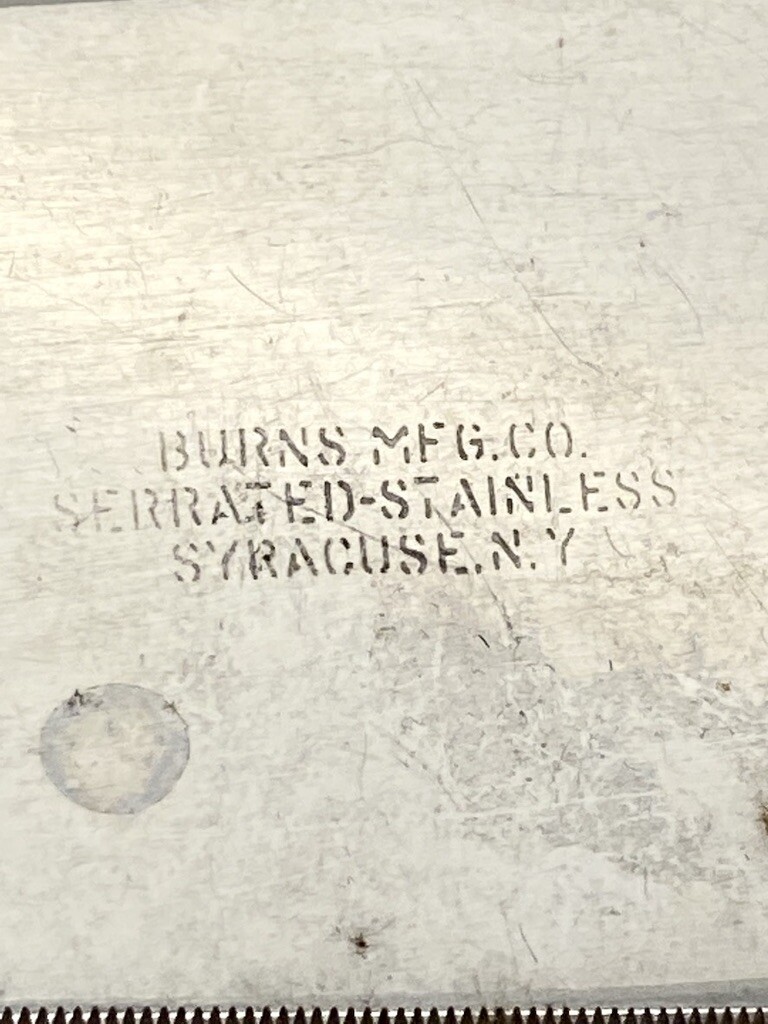 BURNS MFG.CO.
SERRATED-STAINLESS
SYRACUSE.N.Y